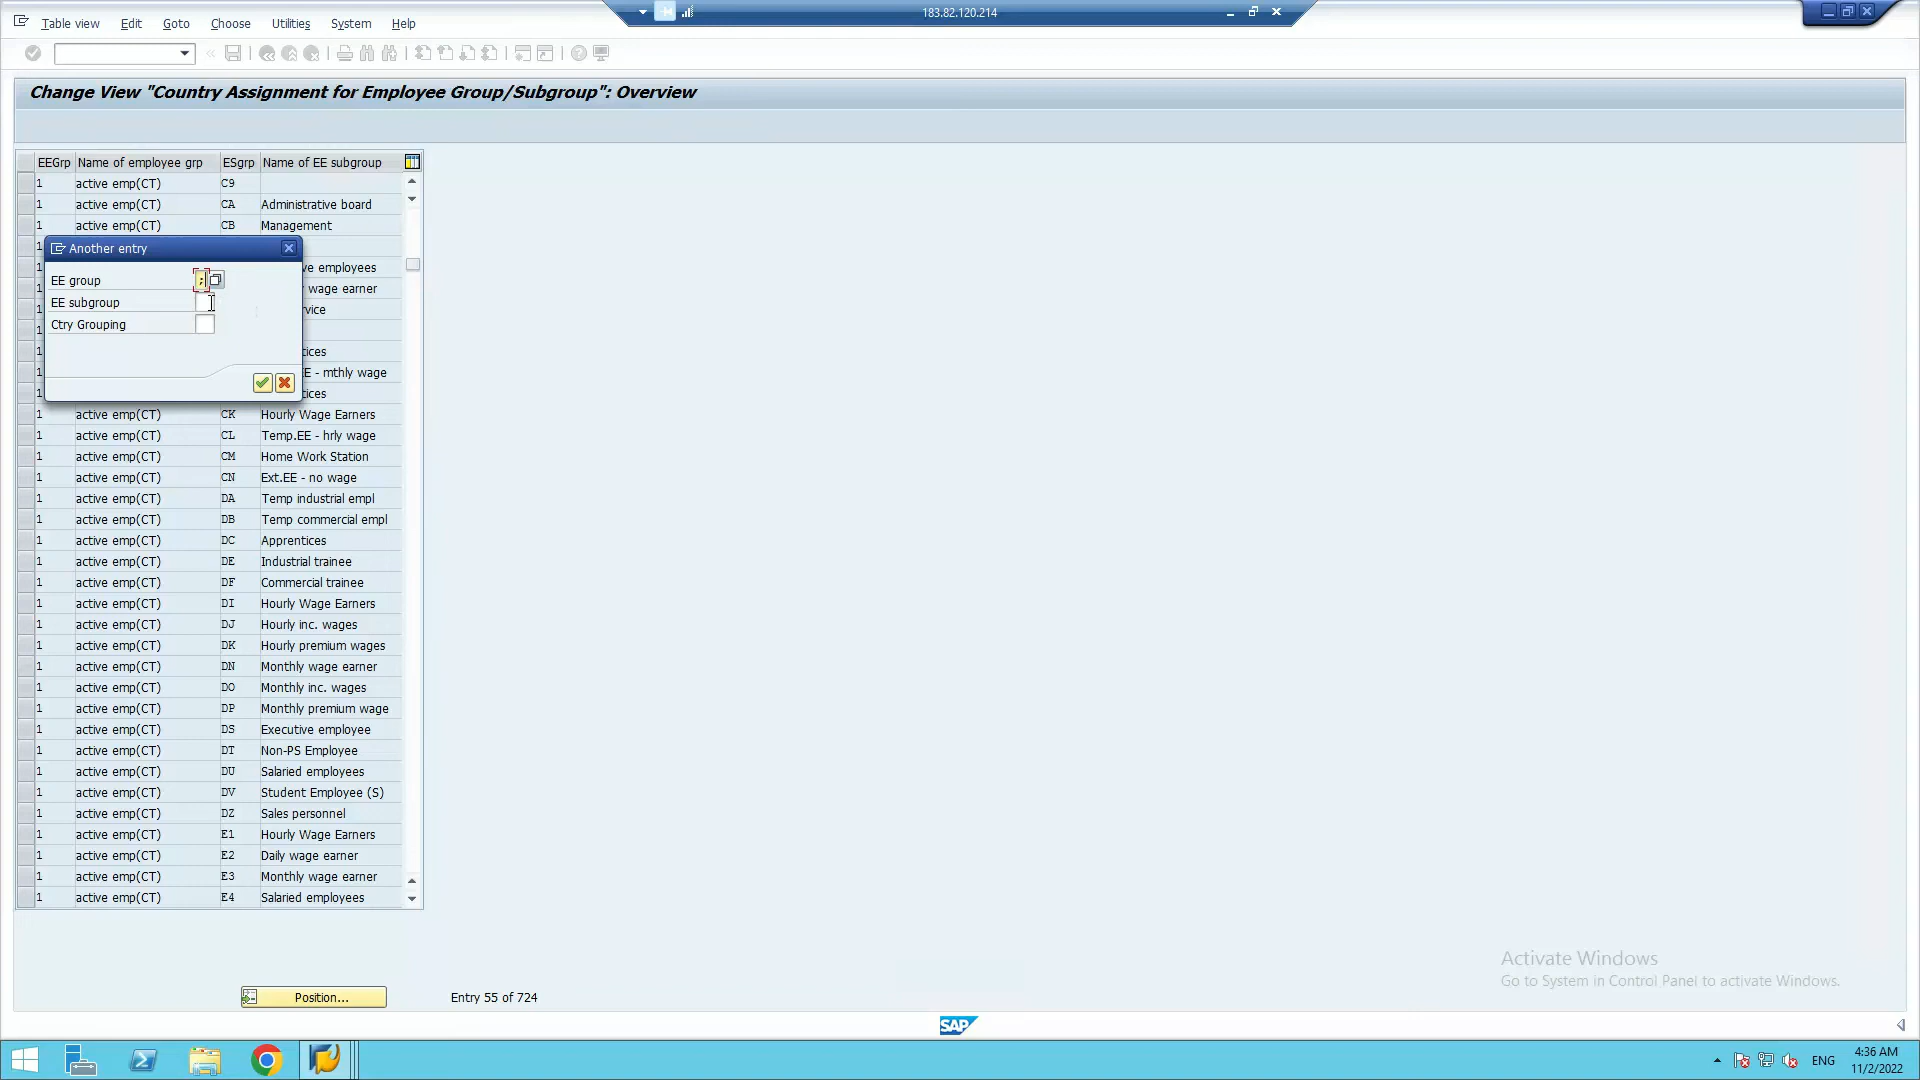 183.82.120.214
Table view Edit Goto Choose Utilities System Help
Change View "Country Assignment for Employee Group/Subgroup": Overview
EEGrp Name of employee grp ESgrp Name of EE subgroup
1 active emp(CT) C9
1 active emp(CT) CA Administrative board
1 active emp(CT) CB Management
1
Another entry
1 ve employees
EE group ;
1 wage earner
EE subgroup
1 rvice
Ctry Grouping
1
1 tices
1 EE - mthly wage
1 tices
1 active emp(CT) CK Hourly Wage Earners
1 active emp(CT) CL Temp.EE - hrly wage
1 active emp(CT) CM Home Work Station
1 active emp(CT) CN Ext.EE - no wage
1 active emp(CT) DA Temp industrial empl
1 active emp(CT) DB Temp commercial empl
1 active emp(CT) DC Apprentices
1 active emp(CT) DE Industrial trainee
1 active emp(CT) DF Commercial trainee
1 active emp(CT) DI Hourly Wage Earners
1 active emp(CT) DJ Hourly inc. wages
1 active emp(CT) DK Hourly premium wages
1 active emp(CT) DN Monthly wage earner
1 active emp(CT) DO Monthly inc. wages
1 active emp(CT) DP Monthly premium wage
1 active emp(CT) DS Executive employee
1 active emp(CT) DT Non-PS Employee
1 active emp(CT) DU Salaried employees
1 active emp(CT) DV Student Employee (S)
1 active emp(CT) DZ Sales personnel
1 active emp(CT) E1 Hourly Wage Earners
1 active emp(CT) E2 Daily wage earner
1 active emp(CT) E3 Monthly wage earner
1 active emp(CT) E4 Salaried employees
Activate Windows
Go to System in Control Panel to activate Windows.
Position... Entry 55 of 724
SAP
ENG 4:36 AM
11/2/2022